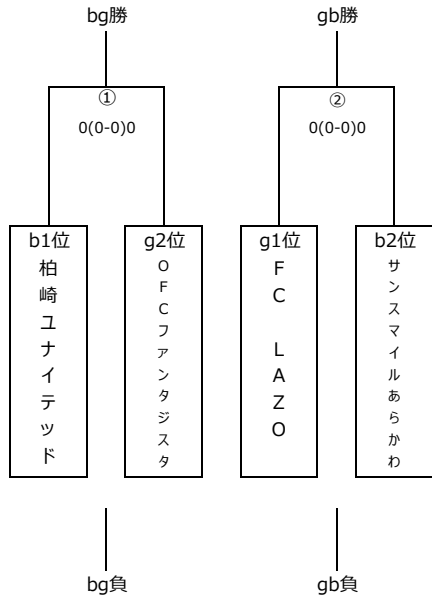 bg勝
gb勝
①
②
0(0-0)0
0(0-0)0
b1位
柏崎ユナイテッド
g2位
OFCファンタジスタ
g1位
FC LAZO
b2位
サンスマイルあらかわ
bg負
gb負